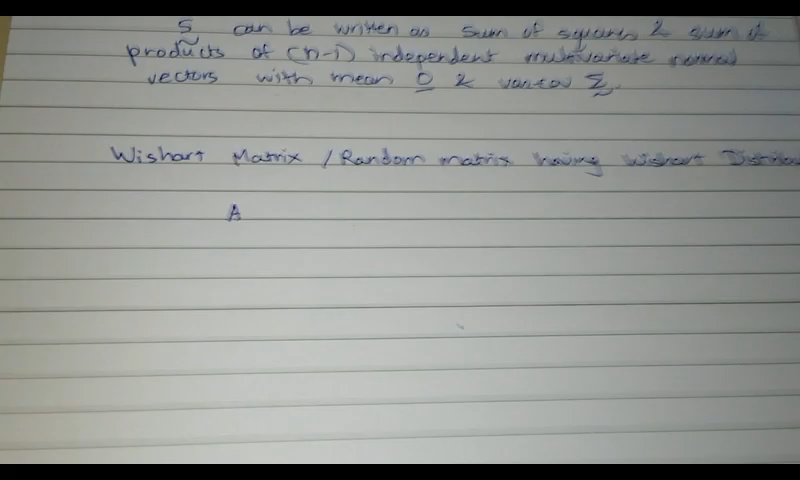 S can be written as sum of squares & sum of
products of (n-1) independent multivariate normal
vectors with mean 0 & varcov Σ.
Wishart Matrix / Random matrix having Wishart
A